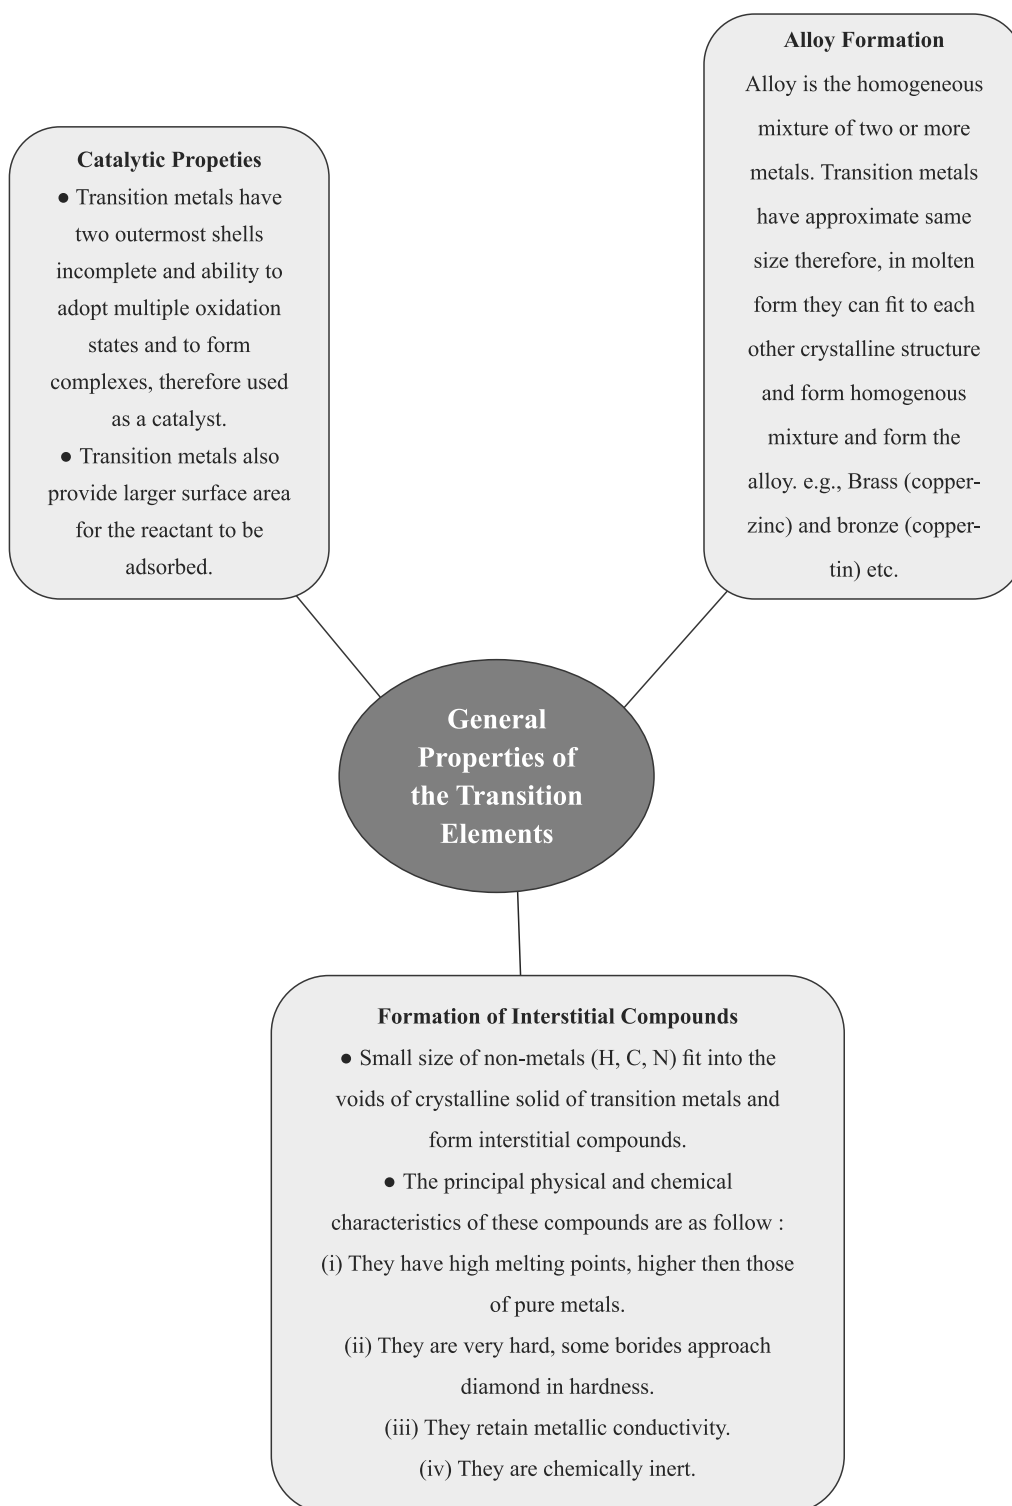 Catalytic Propeties
● Transition metals have
two outermost shells
incomplete and ability to
adopt multiple oxidation
states and to form
complexes, therefore used
as a catalyst.
● Transition metals also
provide larger surface area
for the reactant to be
adsorbed.
Alloy Formation
Alloy is the homogeneous
mixture of two or more
metals. Transition metals
have approximate same
size therefore, in molten
form they can fit to each
other crystalline structure
and form homogenous
mixture and form the
alloy. e.g., Brass (copper-
zinc) and bronze (copper-
tin) etc.
General
Properties of
the Transition
Elements
Formation of Interstitial Compounds
● Small size of non-metals (H, C, N) fit into the
voids of crystalline solid of transition metals and
form interstitial compounds.
● The principal physical and chemical
characteristics of these compounds are as follow :
(i) They have high melting points, higher then those
of pure metals.
(ii) They are very hard, some borides approach
diamond in hardness.
(iii) They retain metallic conductivity.
(iv) They are chemically inert.